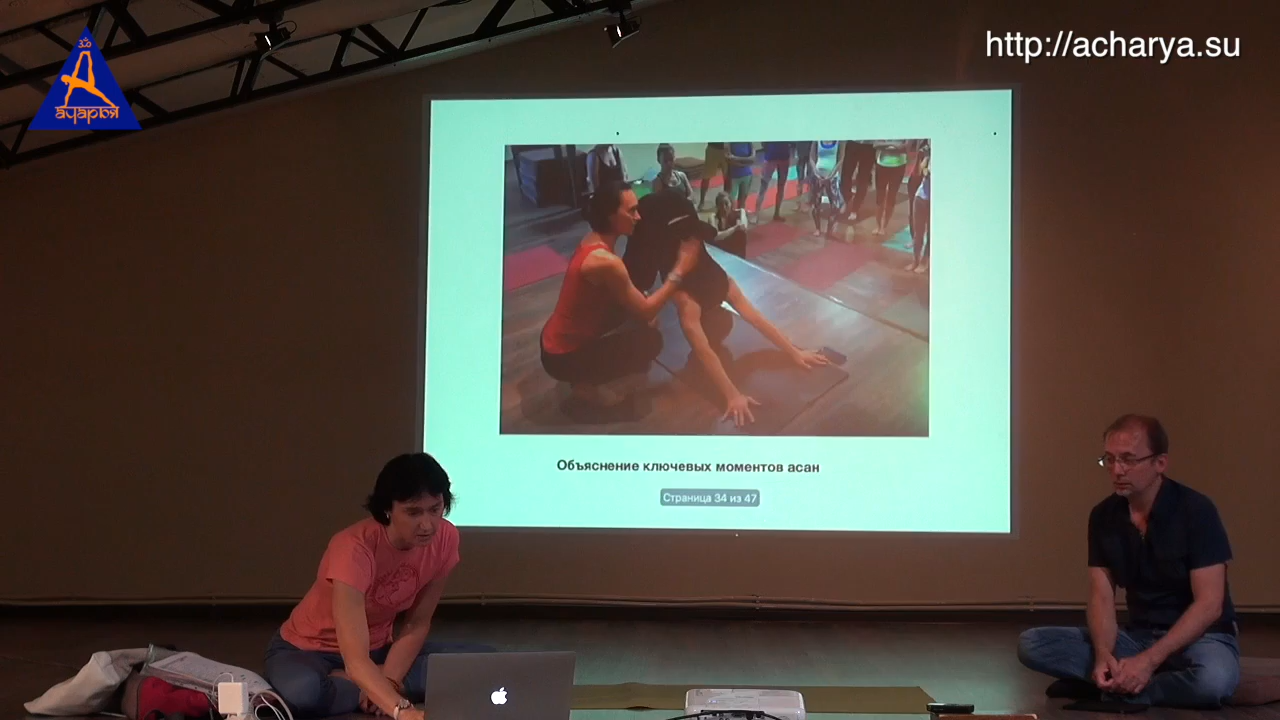 http://acharya.su
ॐ
ачарья
Объяснение ключевых моментов асан
Страница 34 из 47